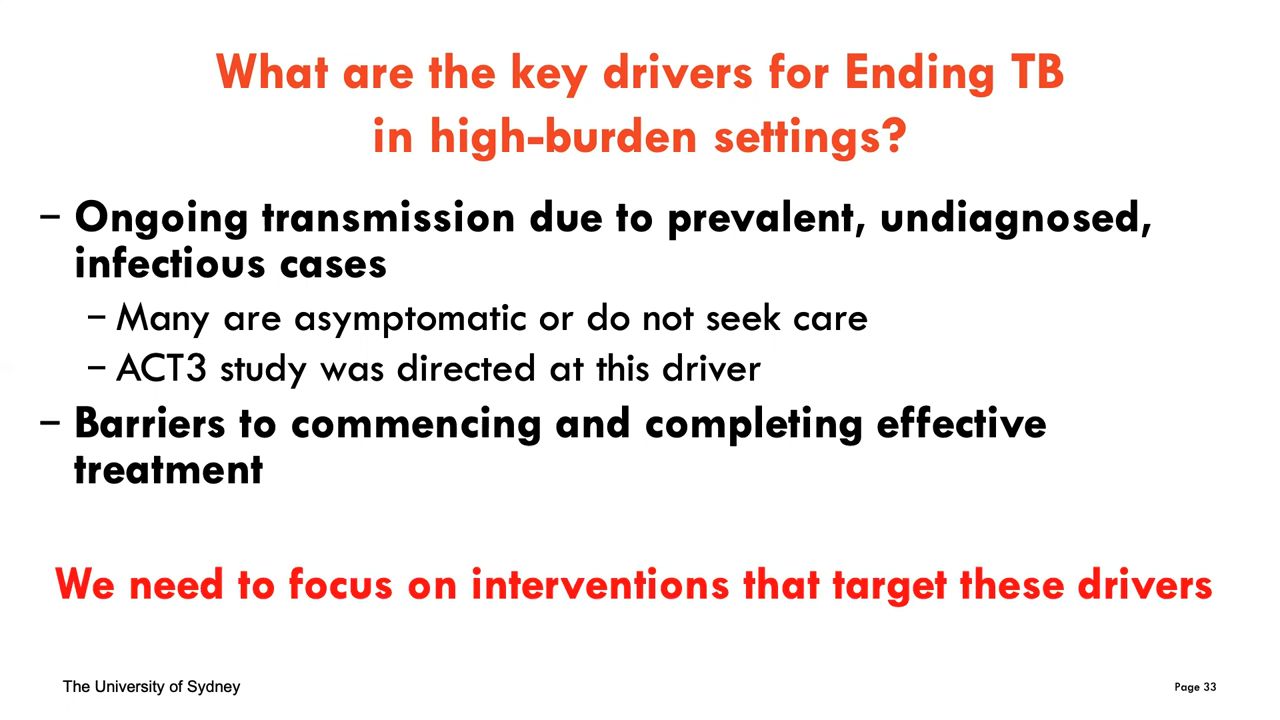 What are the key drivers for Ending TB
in high-burden settings?
– Ongoing transmission due to prevalent, undiagnosed,
infectious cases
– Many are asymptomatic or do not seek care
– ACT3 study was directed at this driver
– Barriers to commencing and completing effective
treatment
We need to focus on interventions that target these drivers
The University of Sydney
Page 33